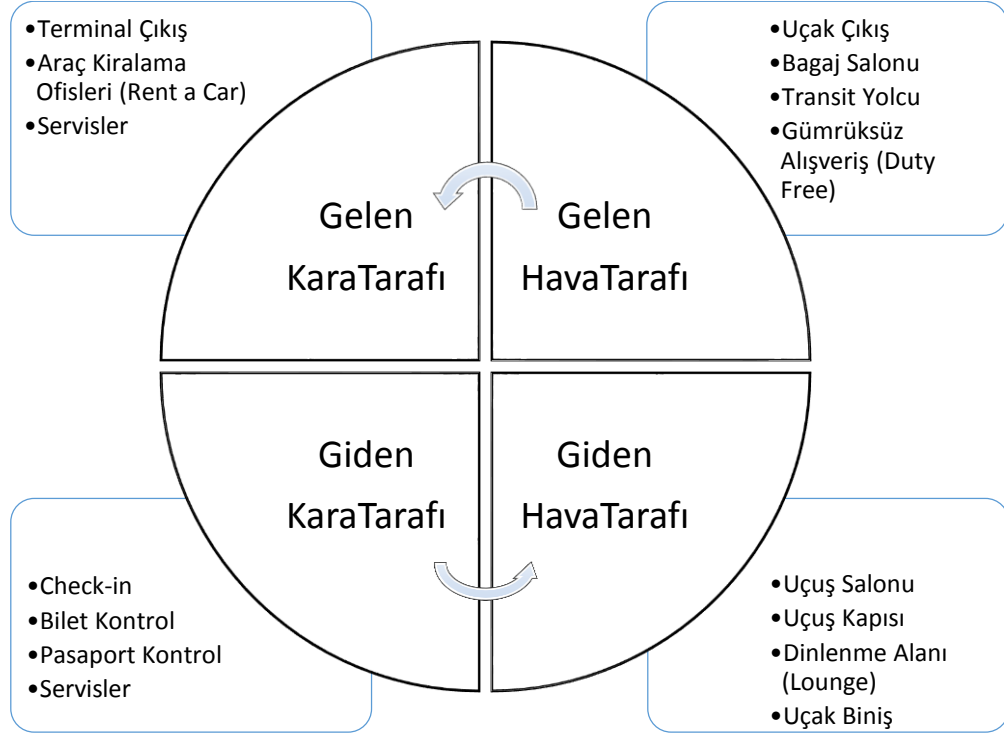 •Terminal Çıkış
•Araç Kiralama
Ofisleri (Rent a Car)
•Servisler
•Uçak Çıkış
•Bagaj Salonu
•Transit Yolcu
•Gümrüksüz
Alışveriş (Duty
Free)
Gelen
KaraTarafı
Gelen
HavaTarafı
Giden
KaraTarafı
Giden
HavaTarafı
•Check-in
•Bilet Kontrol
•Pasaport Kontrol
•Servisler
•Uçuş Salonu
•Uçuş Kapısı
•Dinlenme Alanı
(Lounge)
•Uçak Biniş